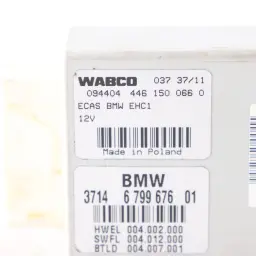 WABCO 037 37/11
094404 446 150 066 0
ECAS BMW EHC1
12V
Made in Poland
BMW
3714 6 799 676 01
HWEL 004.002.000
SWFL 004.012.000
BTLD 004.007.001